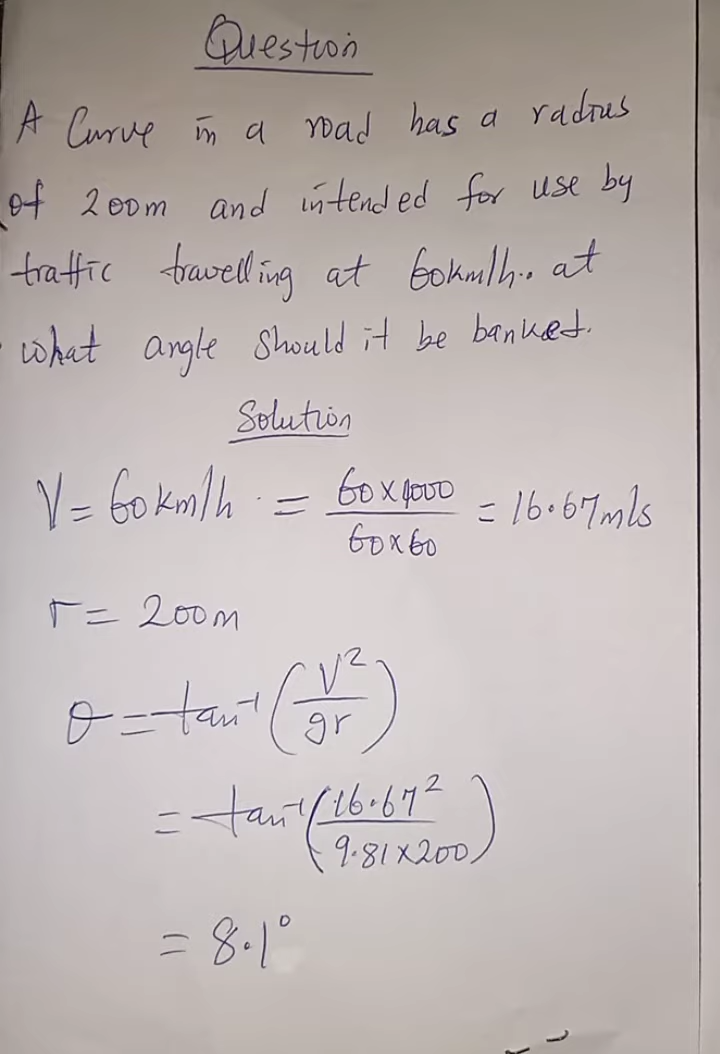 Question
A Curve in a road has a radius
of 200m and intended for use by
traffic travelling at 60km/h.. at
what angle should it be banked.
Solution
V = 60km/h = 60×1000/60×60 = 16.67m/s
r = 200m
θ = tan⁻¹(V²/gr)
= tan⁻¹(16.67²/9.81×200)
= 8.1°